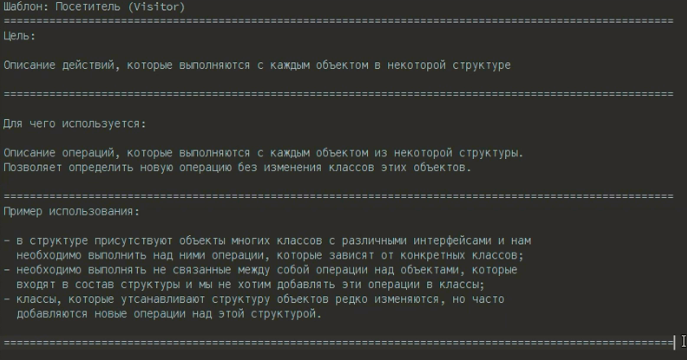 Шаблон: Посетитель (Visitor)
==========================================================================================
Цель:
Описание действий, которые выполняются с каждым объектом в некоторой структуре
==========================================================================================
Для чего используется:
Описание операций, которые выполняются с каждым объектом из некоторой структуры.
Позволяет определить новую операцию без изменения классов этих объектов.
==========================================================================================
Пример использования:
– в структуре присутствуют объекты многих классов с различными интерфейсами и нам
необходимо выполнить над ними операции, которые зависят от конкретных классов;
– необходимо выполнять не связанные между собой операции над объектами, которые
входят в состав структуры и мы не хотим добавлять эти операции в классы;
– классы, которые утсанавливают структуру объектов редко изменяются, но часто
добавляются новые операции над этой структурой.
==========================================================================================